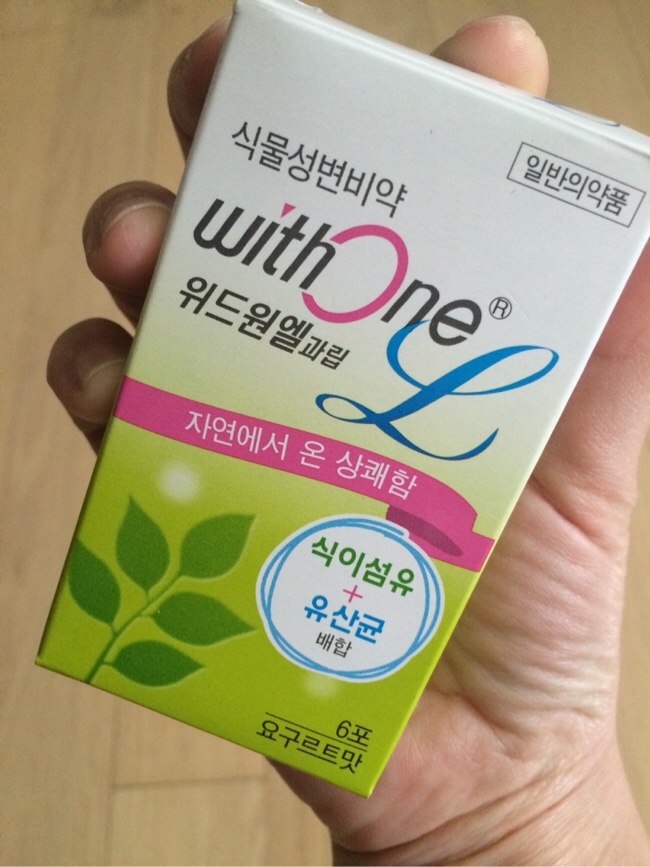 식물성변비약
일반의약품
withOne®
L
위드원엘과립
자연에서 온 상쾌함
식이섬유
+
유산균
배합
6포
요구르트맛